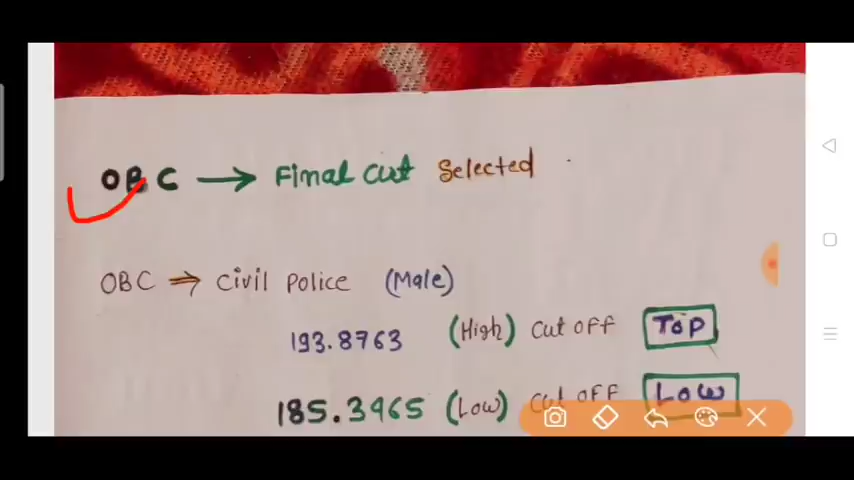 OBC → Final cut Selected
OBC ⇒ Civil Police (Male)
193.8763 (High) cut off Top
185.3965 (Low) cut off Low